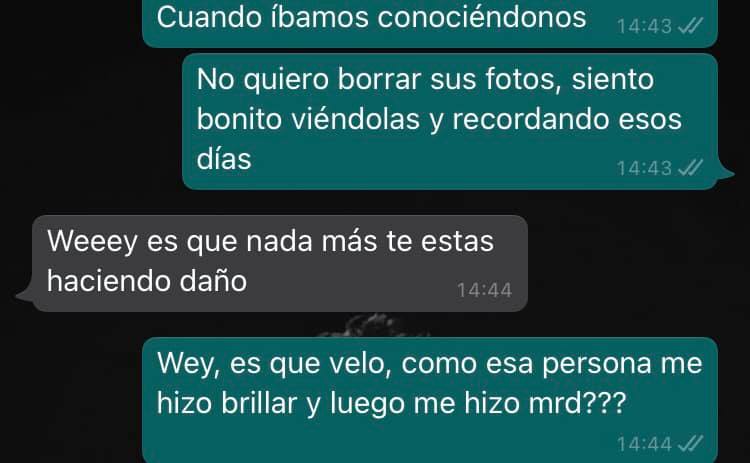 Cuando íbamos conociéndonos 14:43
No quiero borrar sus fotos, siento
bonito viéndolas y recordando esos
días 14:43
Weeey es que nada más te estas
haciendo daño 14:44
Wey, es que velo, como esa persona me
hizo brillar y luego me hizo mrd???
14:44